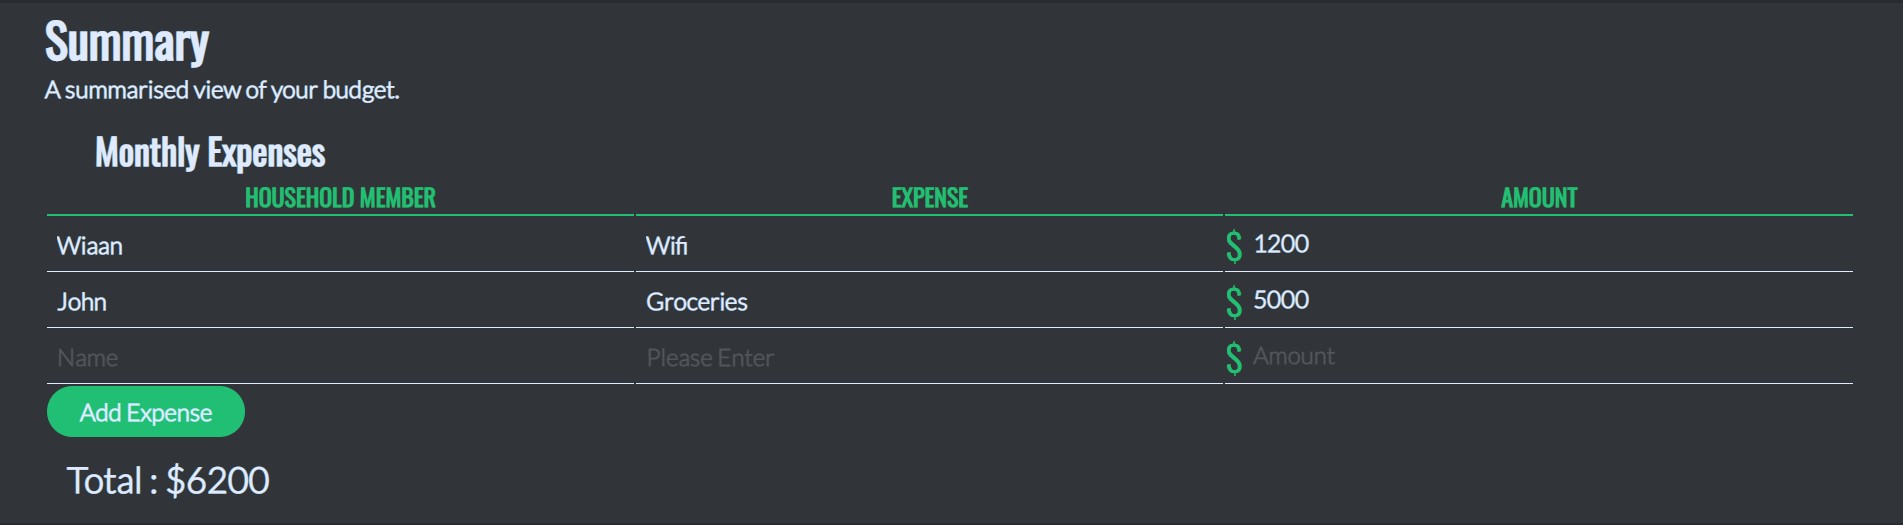 Summary
A summarised view of your budget.
Monthly Expenses
HOUSEHOLD MEMBER EXPENSE AMOUNT
Wiaan Wifi $ 1200
John Groceries $ 5000
Name Please Enter $ Amount
Add Expense
Total : $6200